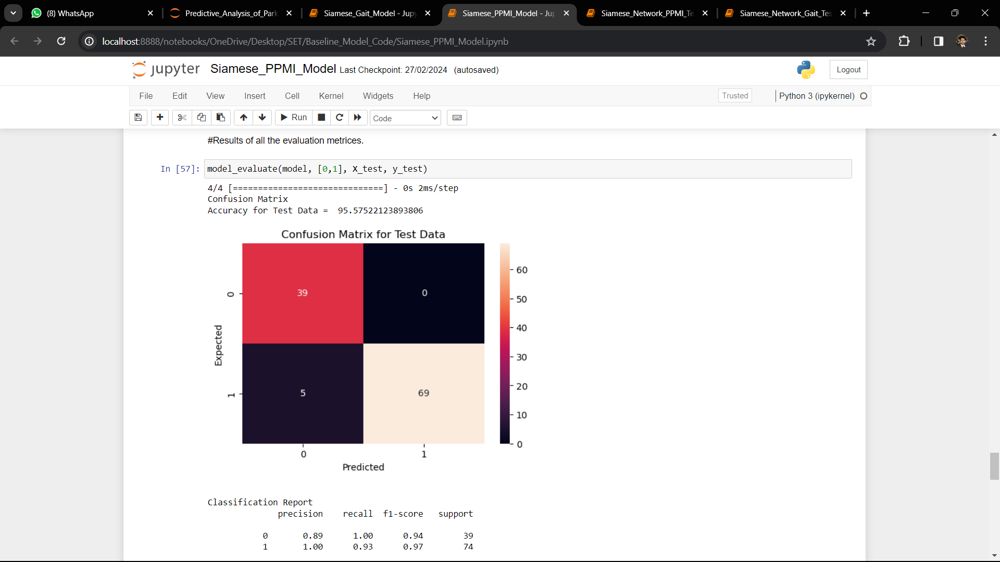 (8) WhatsApp
Predictive_Analysis_of_Park
Siamese_Gait_Model - Jupy
Siamese_PPMI_Model - Jup
Siamese_Network_PPMI_Te
Siamese_Network_Gait_Tes
localhost:8888/notebooks/OneDrive/Desktop/SET/Baseline_Model_Code/Siamese_PPMI_Model.ipynb
jupyter Siamese_PPMI_Model Last Checkpoint: 27/02/2024 (autosaved)
Logout
File Edit View Insert Cell Kernel Widgets Help
Trusted
Python 3 (ipykernel)
Run
Code
#Results of all the evaluation metrices.
In [57]: model_evaluate(model, [0,1], X_test, y_test)
4/4 [==============================] - 0s 2ms/step
Confusion Matrix
Accuracy for Test Data =  95.57522123893806
Confusion Matrix for Test Data
39 0
5 69
0
1
Expected
0 1
Predicted
60
50
40
30
20
10
0
Classification Report
precision recall f1-score support
0 0.89 1.00 0.94 39
1 1.00 0.93 0.97 74